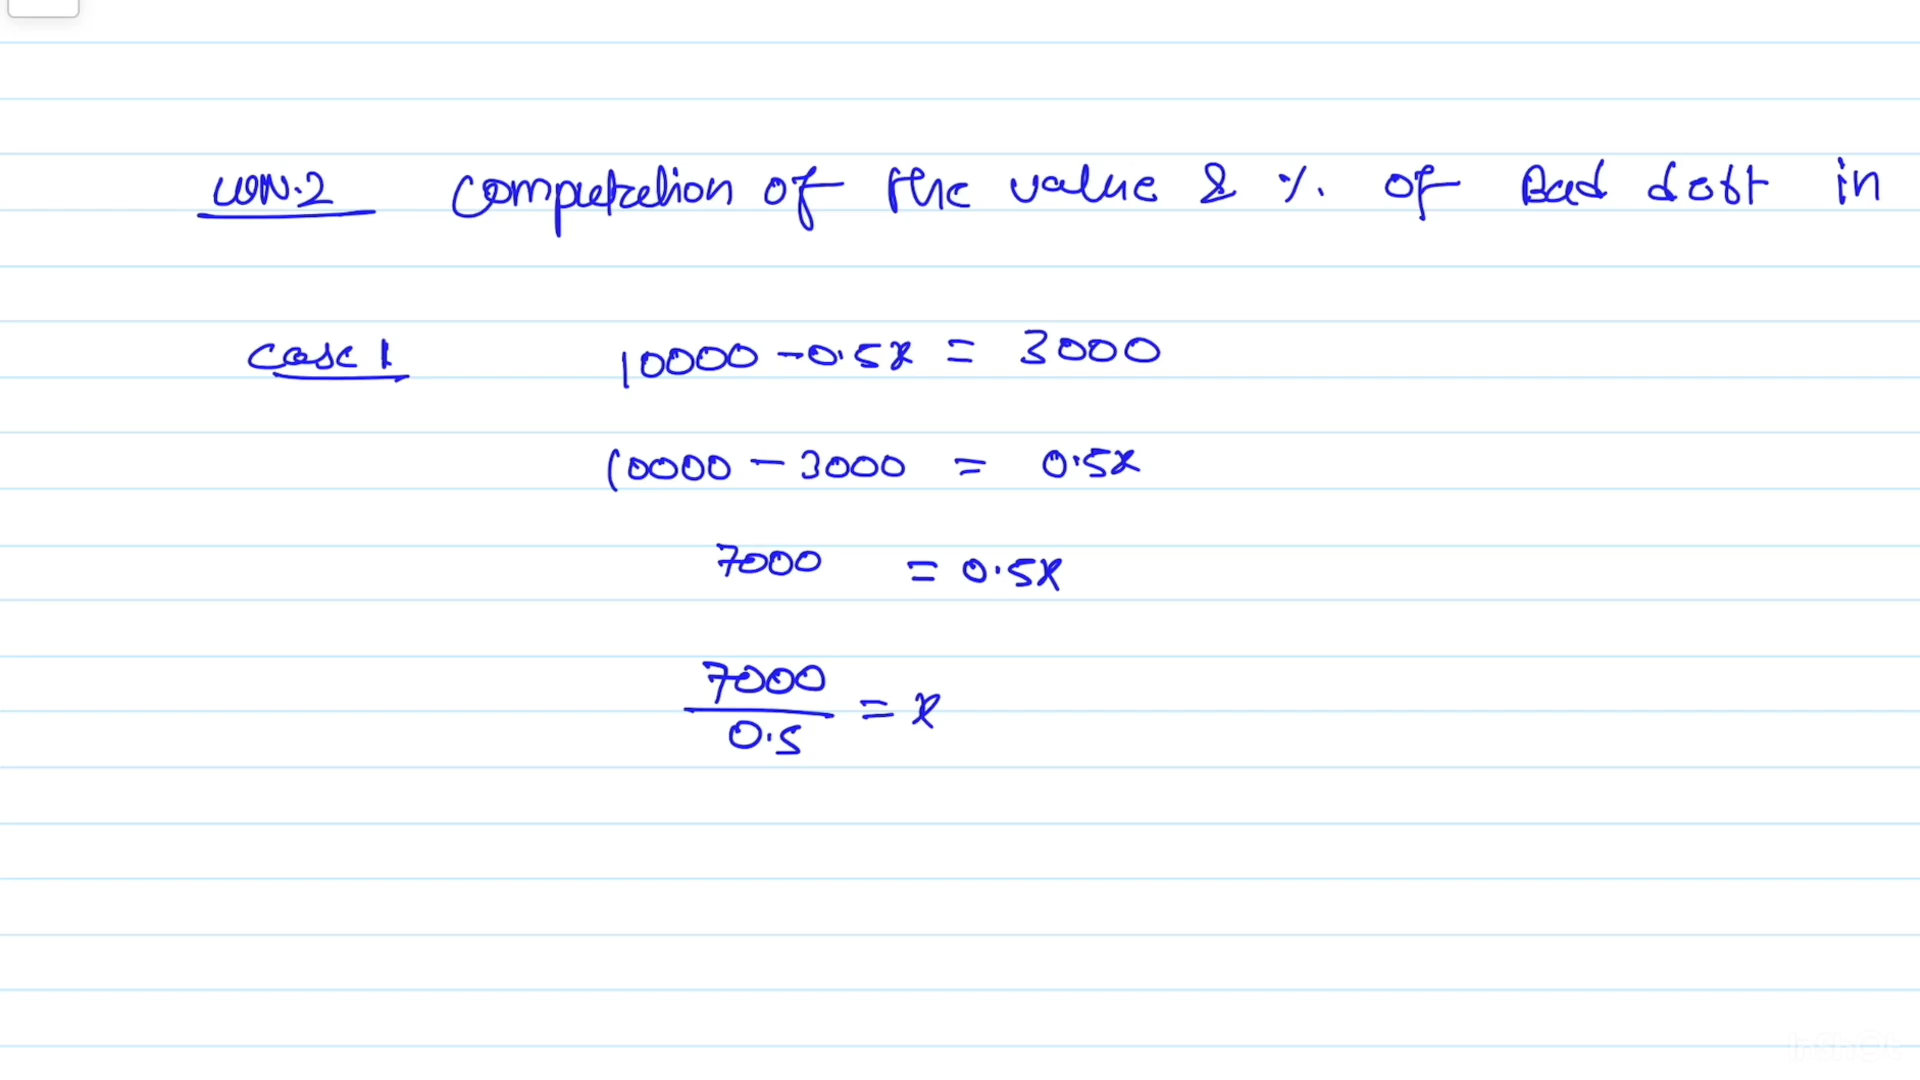 W.N.2 Computation of the value & % of Bad debt in
Case 1 10000 - 0.5x = 3000
10000 - 3000 = 0.5x
7000 = 0.5x
7000
0.5 = x